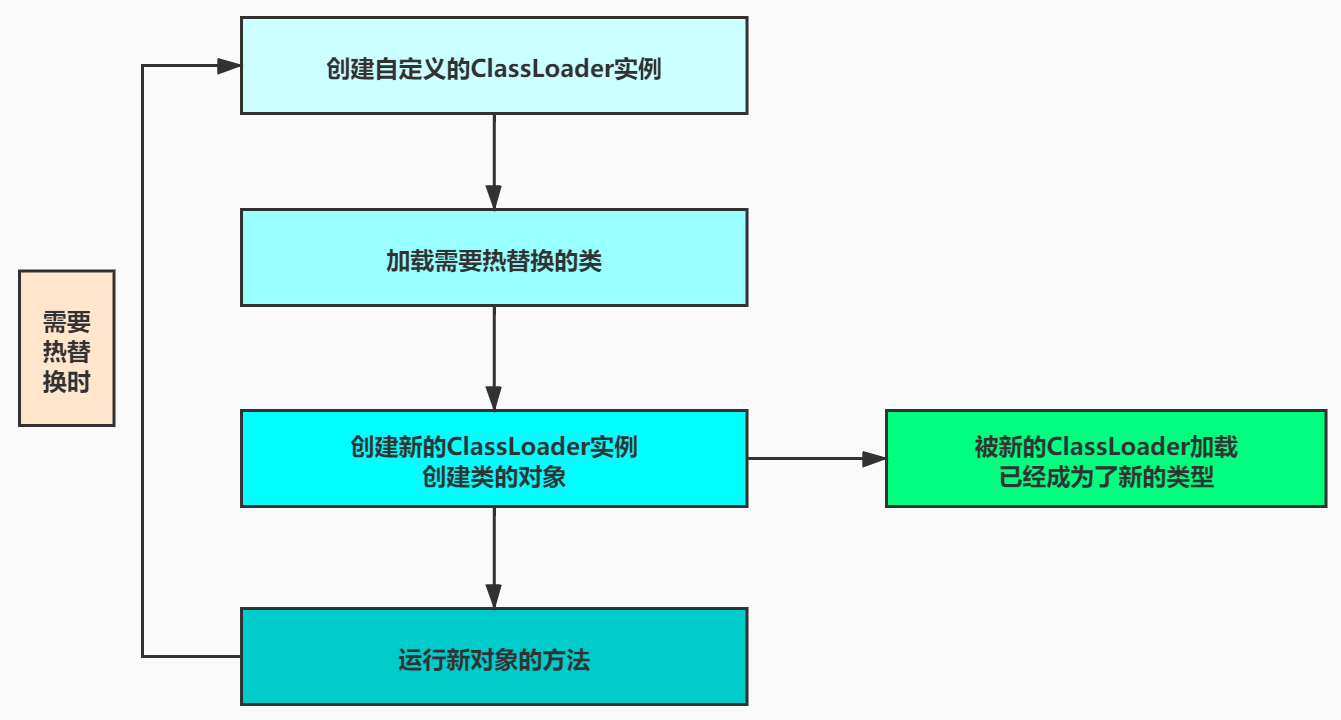 创建自定义的ClassLoader实例
加载需要热替换的类
需要
热替
换时
创建新的ClassLoader实例
创建类的对象
被新的ClassLoader加载
已经成为了新的类型
运行新对象的方法